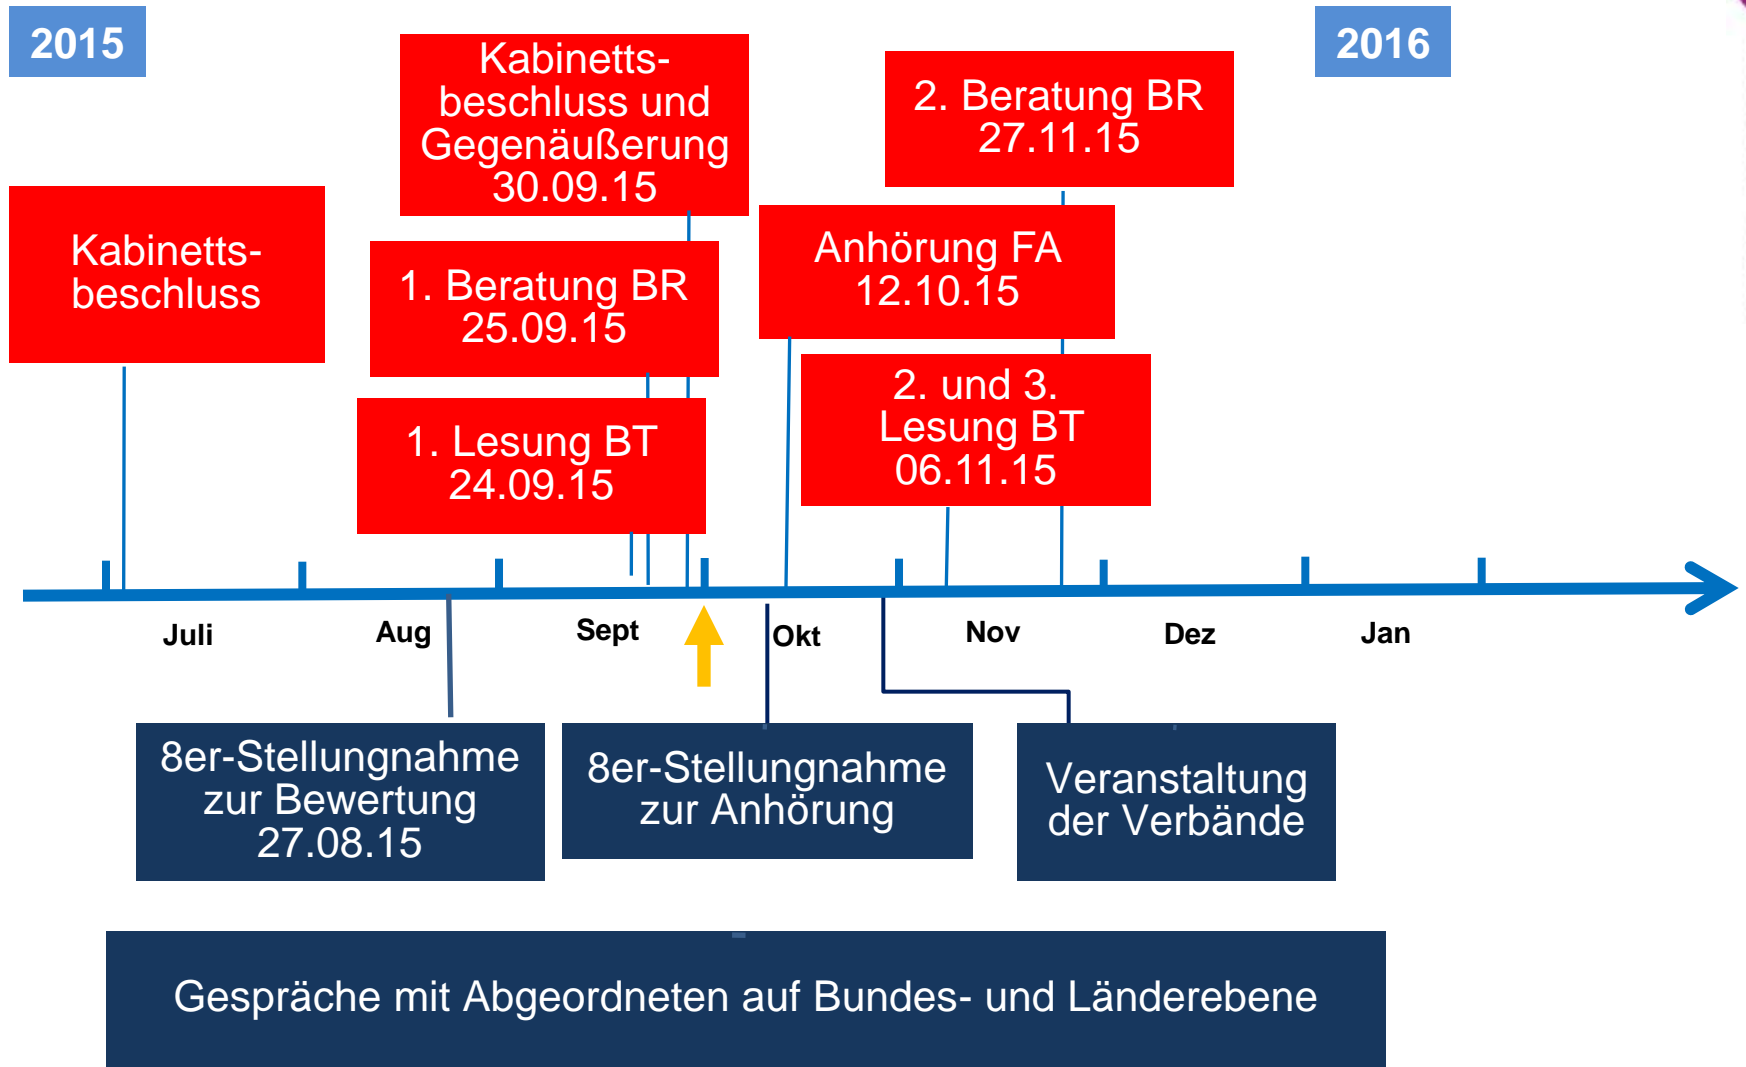 2015
2016
Kabinetts-
beschluss und
Gegenäußerung
30.09.15
2. Beratung BR
27.11.15
Kabinetts-
beschluss
1. Beratung BR
25.09.15
Anhörung FA
12.10.15
1. Lesung BT
24.09.15
2. und 3.
Lesung BT
06.11.15
Juli
Aug
Sept
Okt
Nov
Dez
Jan
8er-Stellungnahme
zur Bewertung
27.08.15
8er-Stellungnahme
zur Anhörung
Veranstaltung
der Verbände
Gespräche mit Abgeordneten auf Bundes- und Länderebene